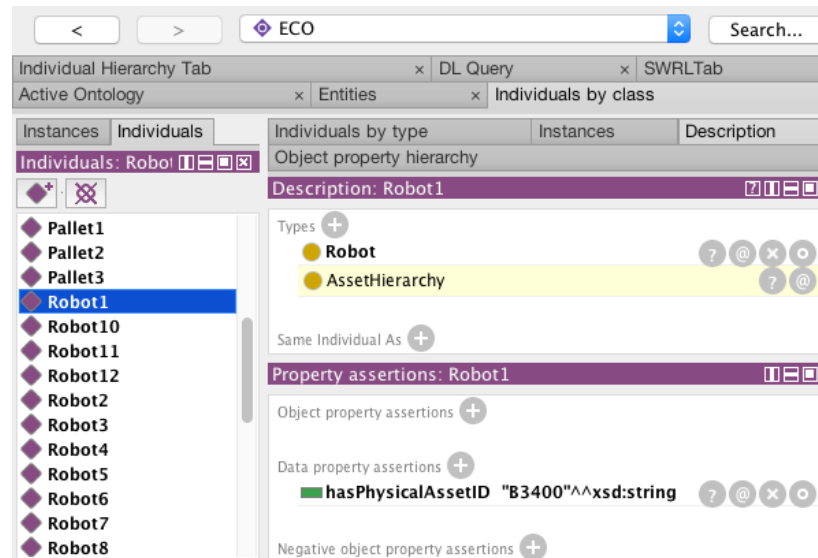 < > ECO Search...
Individual Hierarchy Tab × DL Query × SWRLTab
Active Ontology × Entities × Individuals by class
Instances Individuals
Individuals: Robot
Pallet1
Pallet2
Pallet3
Robot1
Robot10
Robot11
Robot12
Robot2
Robot3
Robot4
Robot5
Robot6
Robot7
Robot8
Individuals by type Instances Description
Object property hierarchy
Description: Robot1
Types
Robot
AssetHierarchy
Same Individual As
Property assertions: Robot1
Object property assertions
Data property assertions
hasPhysicalAssetID "B3400"^^xsd:string
Negative object property assertions